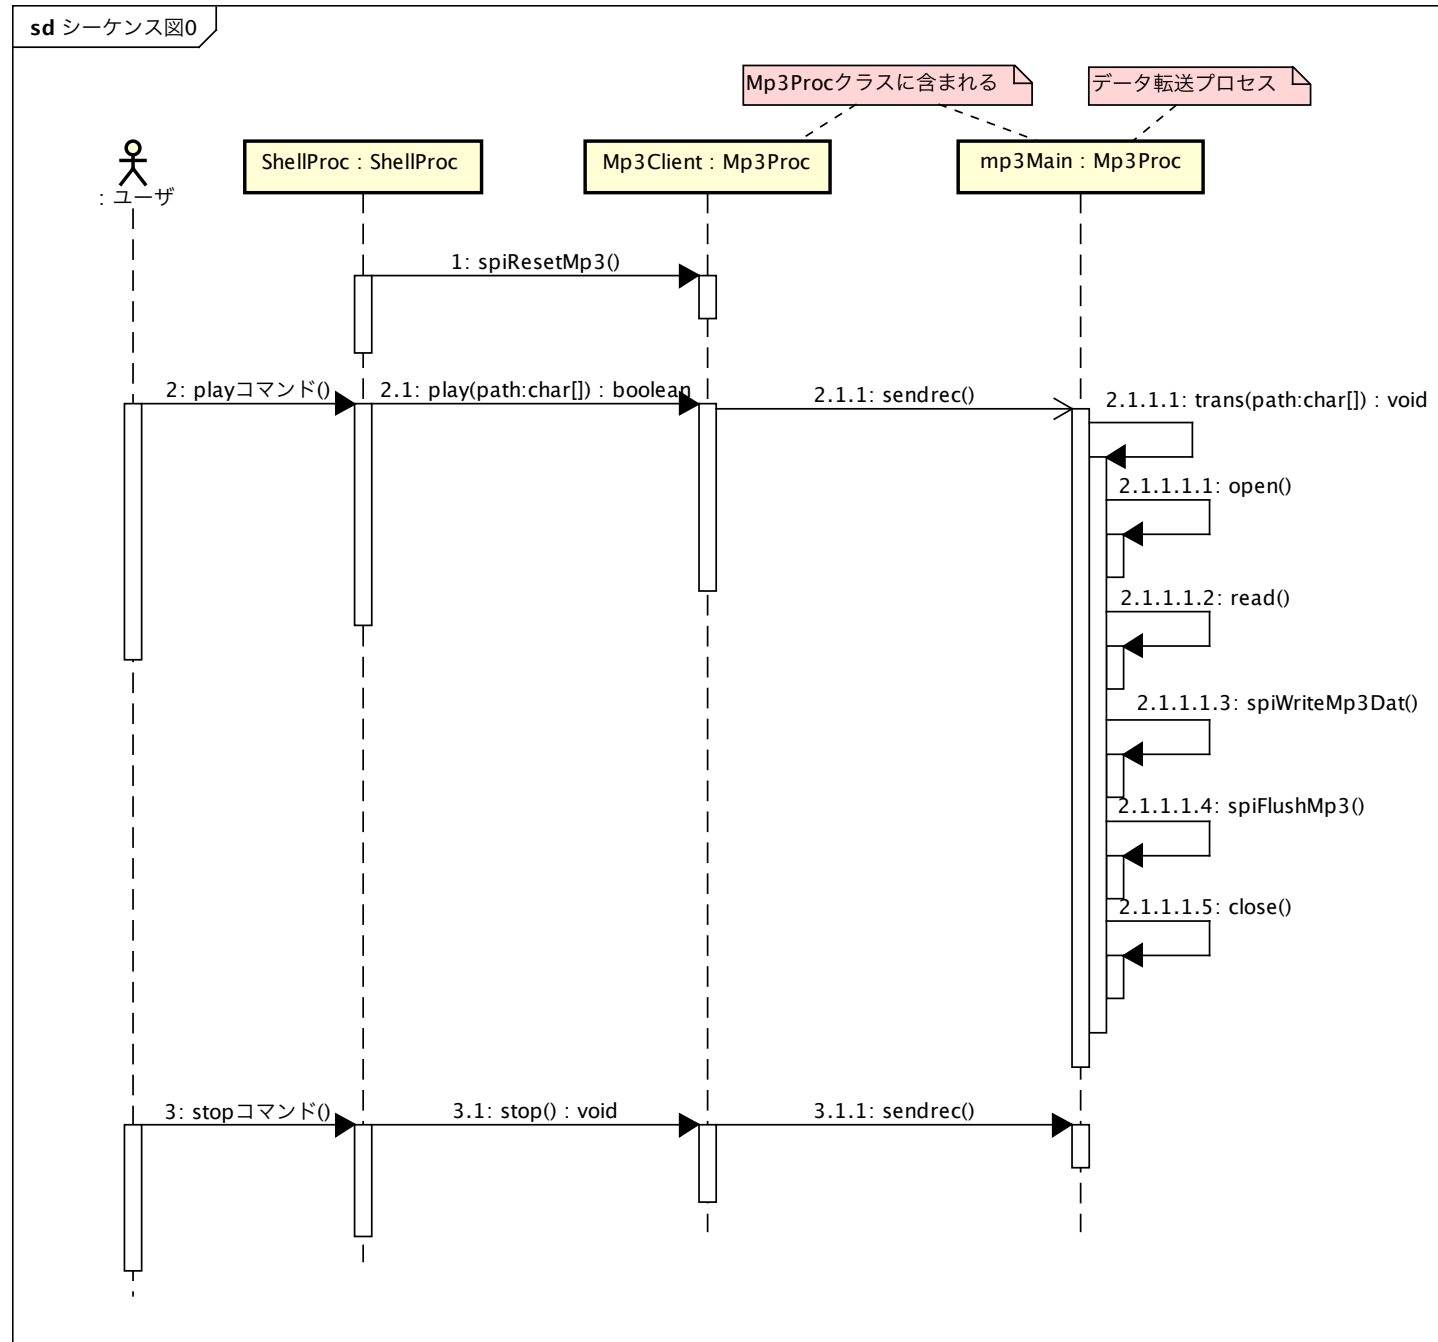 sd シーケンス図0
Mp3Procクラスに含まれる
データ転送プロセス
: ユーザ
ShellProc : ShellProc
Mp3Client : Mp3Proc
mp3Main : Mp3Proc
1: spiResetMp3()
2: playコマンド()
2.1: play(path:char[]) : boolean
2.1.1: sendrec()
2.1.1.1: trans(path:char[]) : void
2.1.1.1.1: open()
2.1.1.1.2: read()
2.1.1.1.3: spiWriteMp3Dat()
2.1.1.1.4: spiFlushMp3()
2.1.1.1.5: close()
3: stopコマンド()
3.1: stop() : void
3.1.1: sendrec()